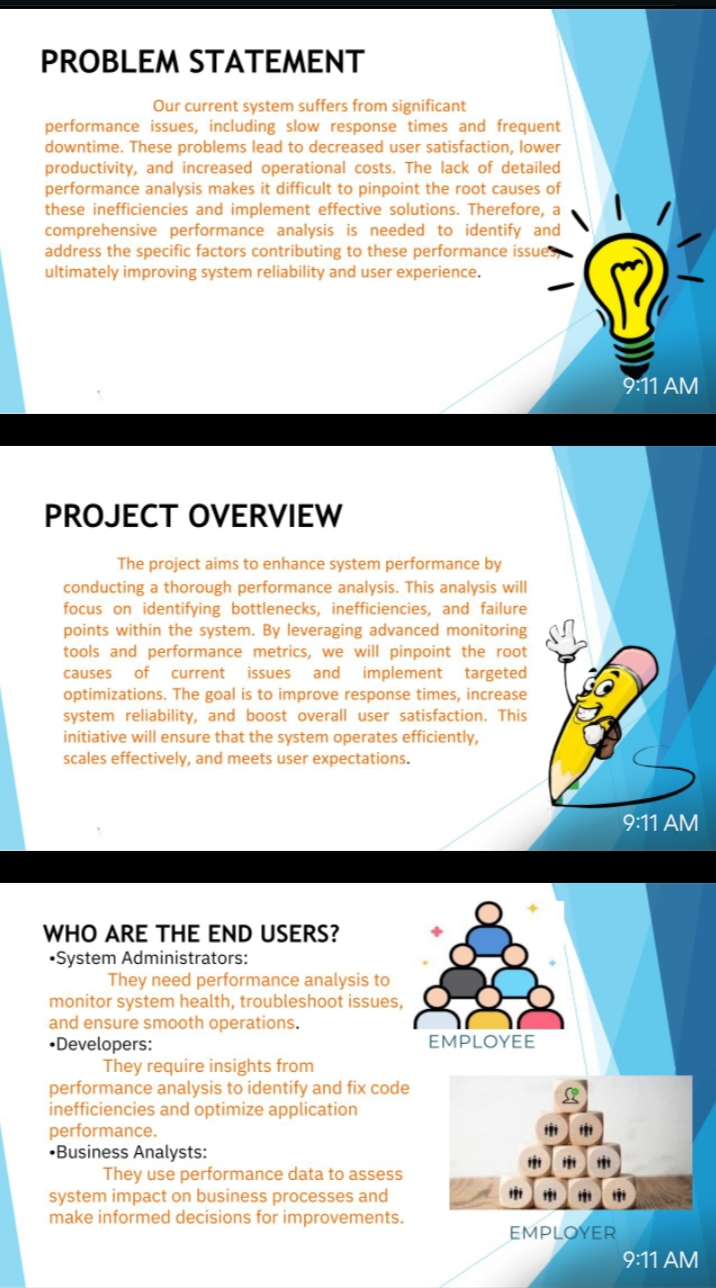 PROBLEM STATEMENT
Our current system suffers from significant
performance issues, including slow response times and frequent
downtime. These problems lead to decreased user satisfaction, lower
productivity, and increased operational costs. The lack of detailed
performance analysis makes it difficult to pinpoint the root causes of
these inefficiencies and implement effective solutions. Therefore, a
comprehensive performance analysis is needed to identify and
address the specific factors contributing to these performance issues,
ultimately improving system reliability and user experience.
9:11 AM
PROJECT OVERVIEW
The project aims to enhance system performance by
conducting a thorough performance analysis. This analysis will
focus on identifying bottlenecks, inefficiencies, and failure
points within the system. By leveraging advanced monitoring
tools and performance metrics, we will pinpoint the root
causes of current issues and implement targeted
optimizations. The goal is to improve response times, increase
system reliability, and boost overall user satisfaction. This
initiative will ensure that the system operates efficiently,
scales effectively, and meets user expectations.
9:11 AM
WHO ARE THE END USERS?
•System Administrators:
They need performance analysis to
monitor system health, troubleshoot issues,
and ensure smooth operations.
•Developers:
They require insights from
performance analysis to identify and fix code
inefficiencies and optimize application
performance.
•Business Analysts:
They use performance data to assess
system impact on business processes and
make informed decisions for improvements.
EMPLOYEE
EMPLOYER
9:11 AM